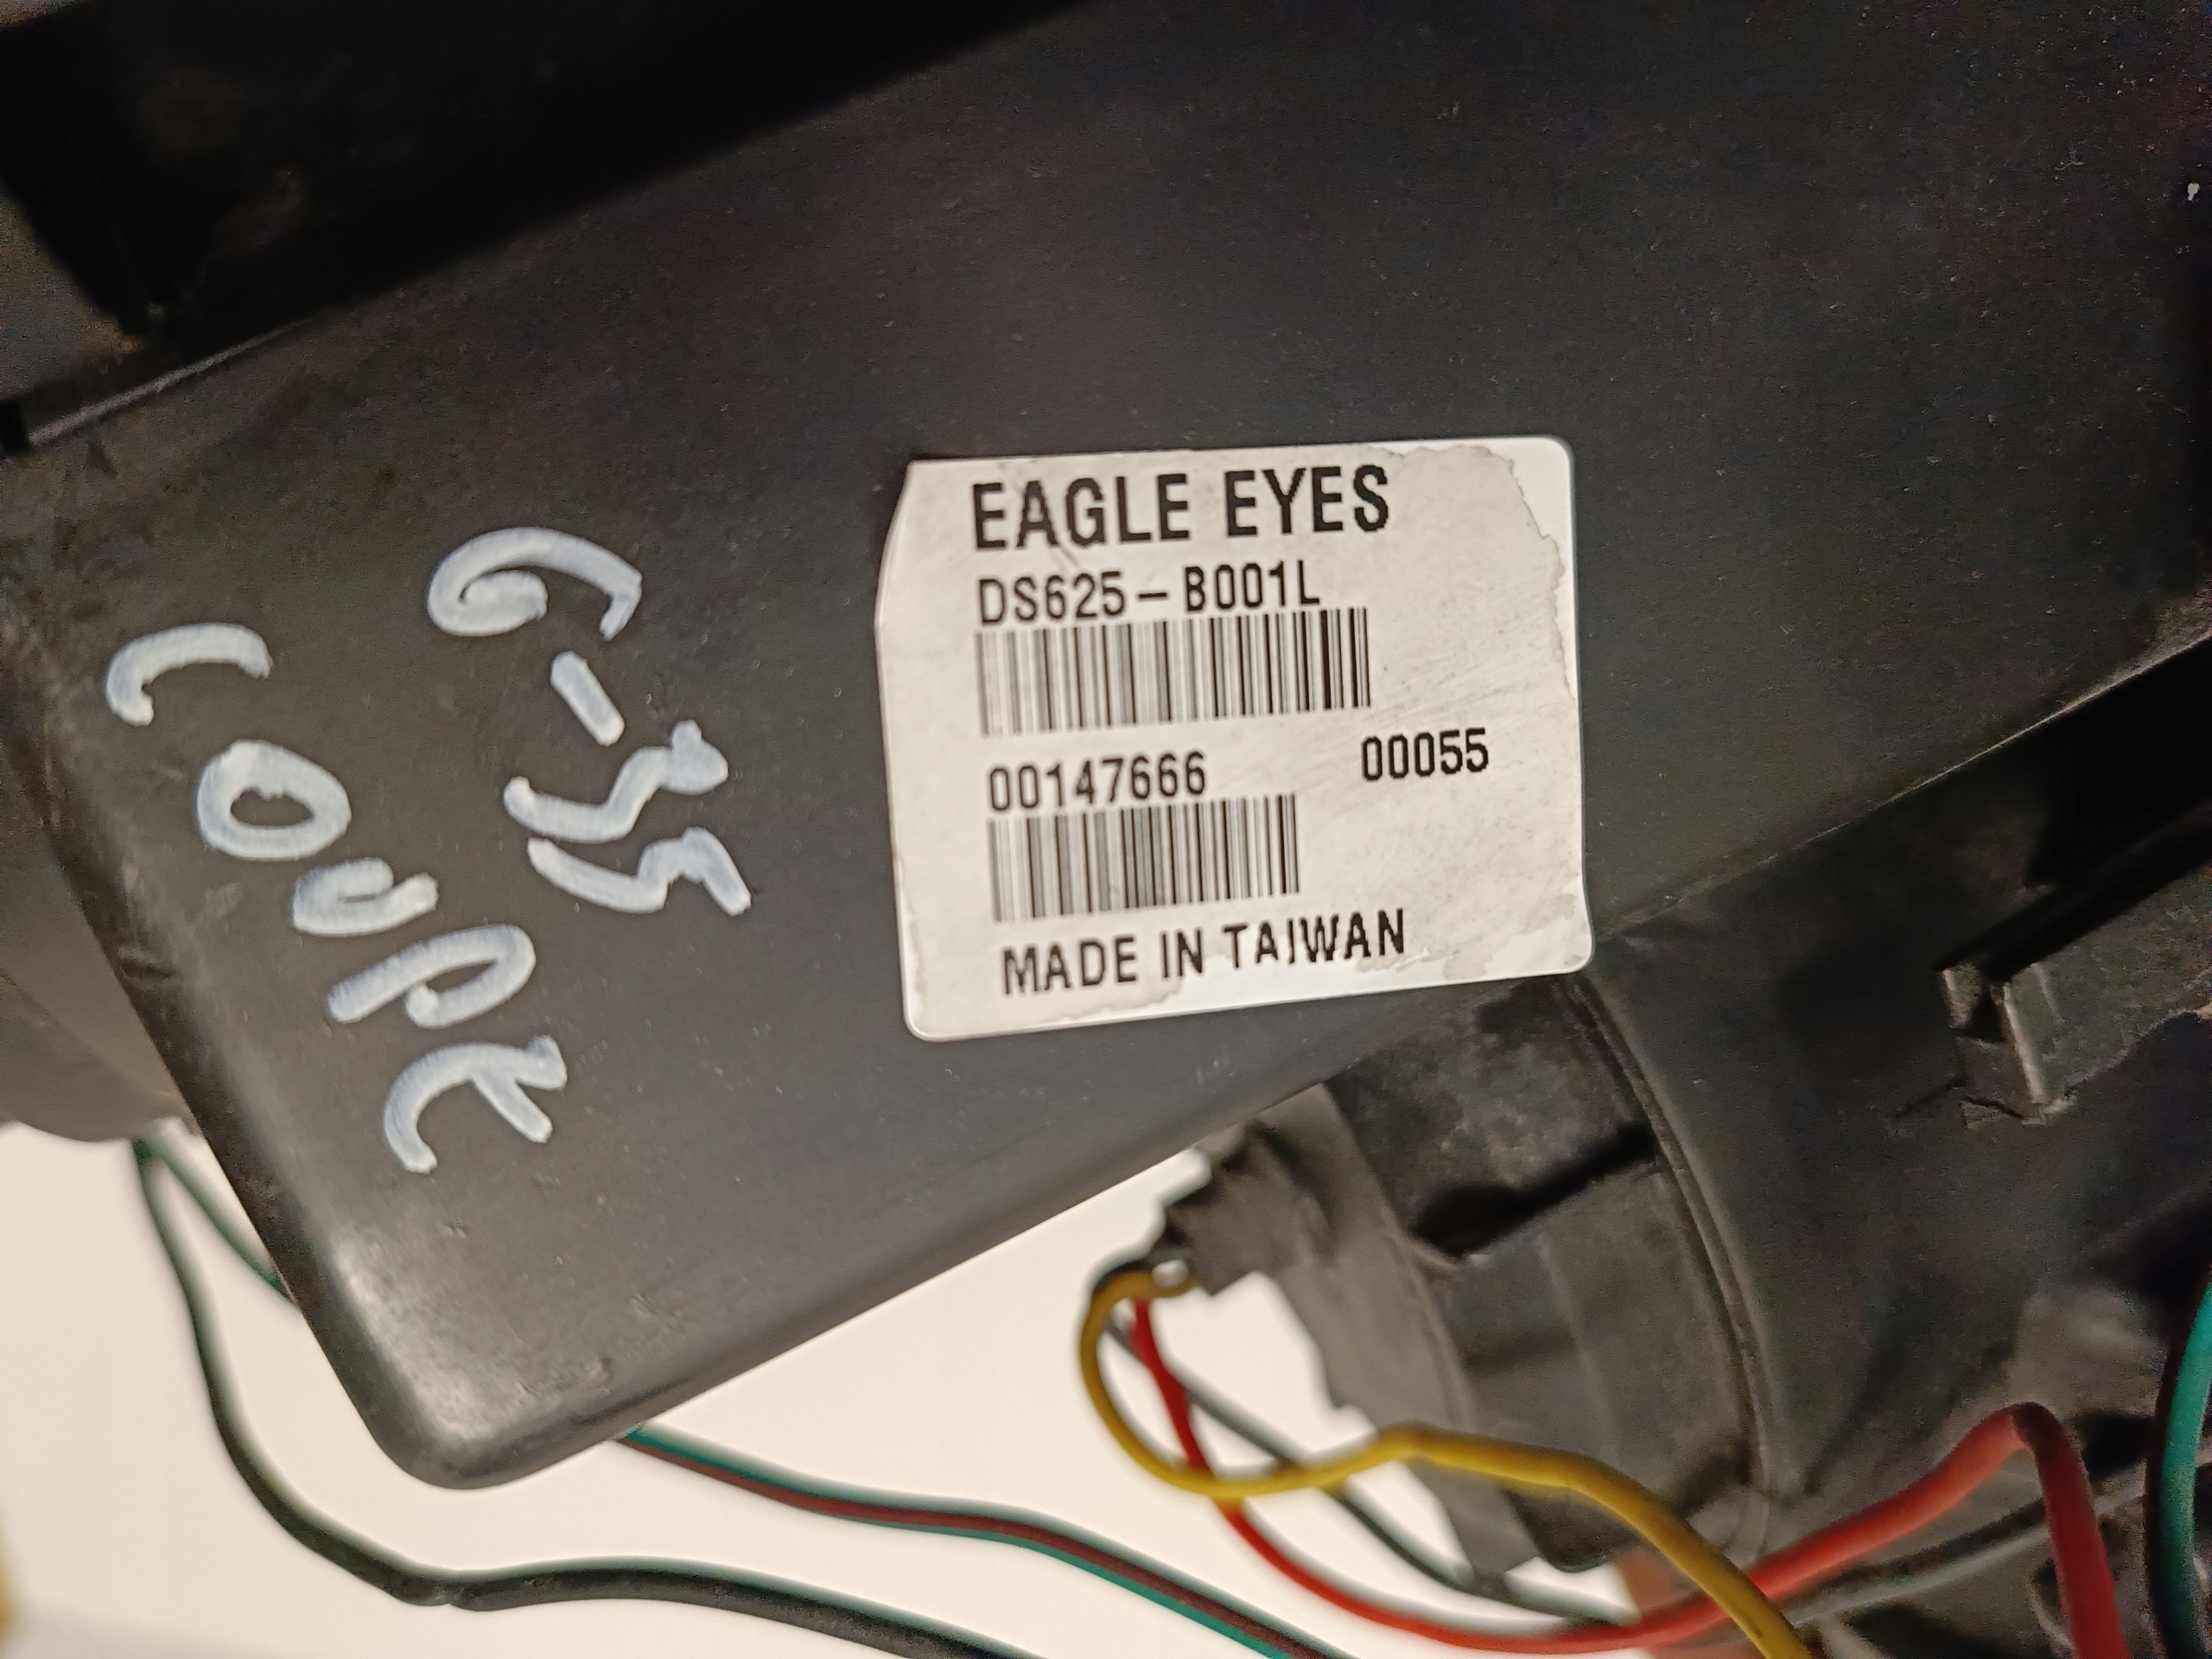 G-35
COUPE
EAGLE EYES
DS625-B001L
00147666 00055
MADE IN TAIWAN